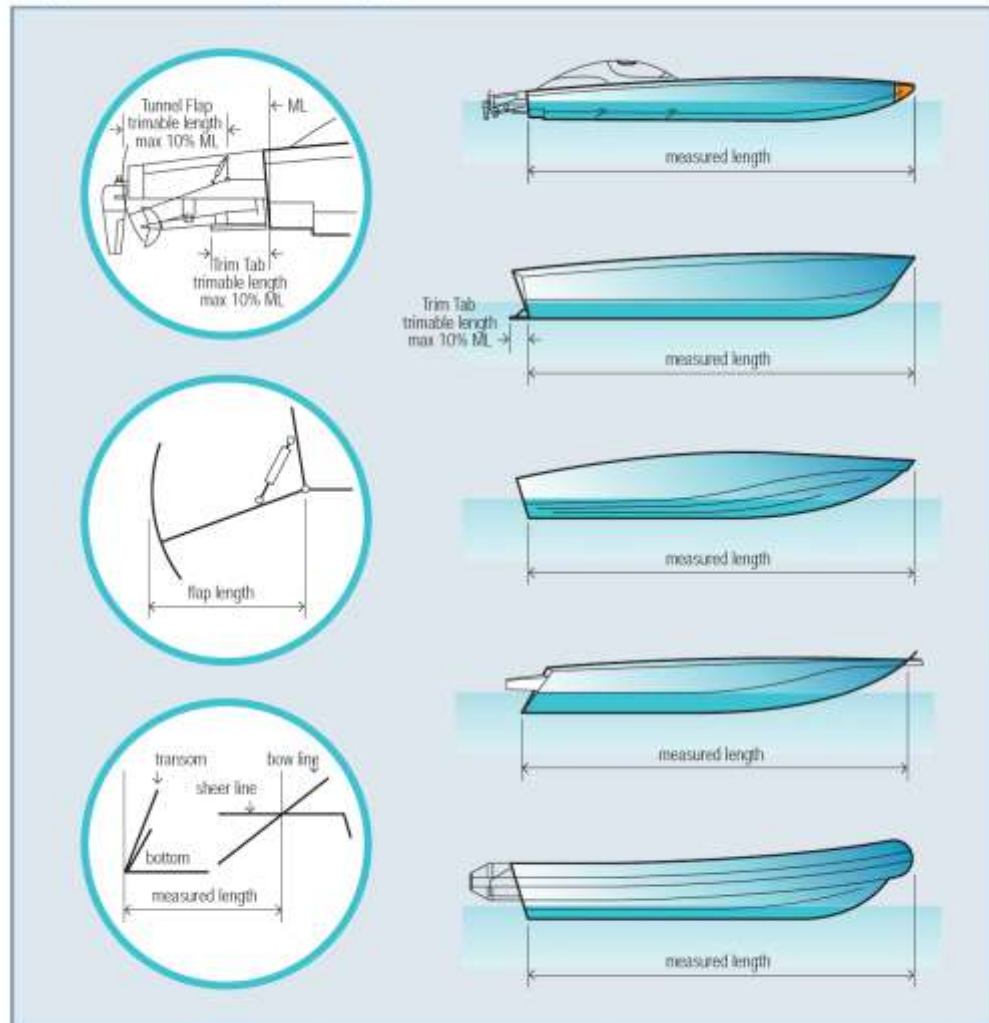 Tunnel Flap
trimable length
max 10% ML
ML
Trim Tab
trimable length
max 10% ML
flap length
transom
bow line
sheer line
bottom
measured length
measured length
Trim Tab
trimable length
max 10% ML
measured length
measured length
measured length
measured length